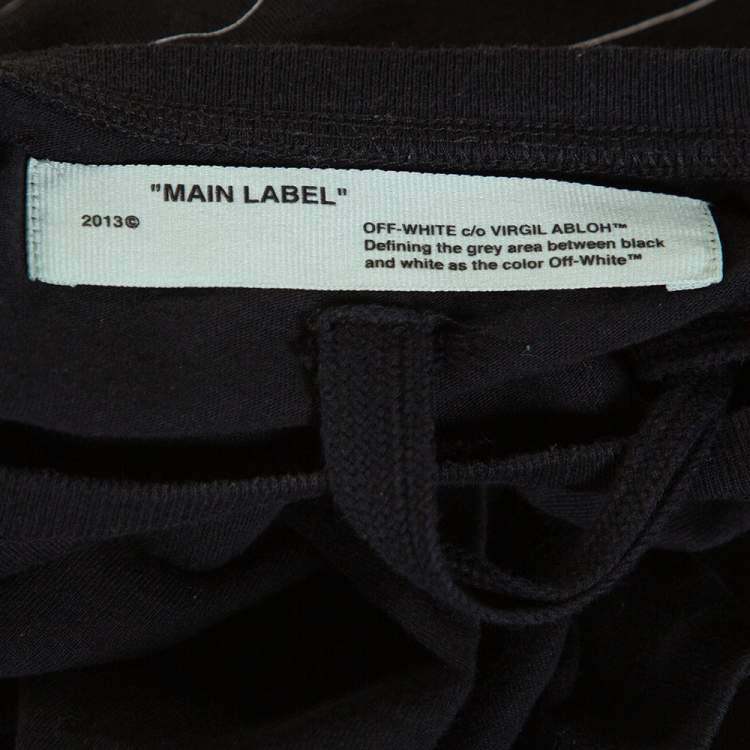 "MAIN LABEL"
2013©
OFF-WHITE c/o VIRGIL ABLOH™
Defining the grey area between black
and white as the color Off-White™